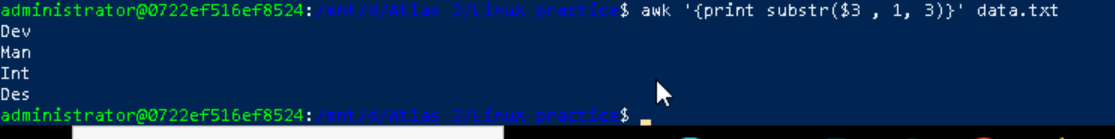 administrator@0722ef516ef8524:/mnt/d/Atlas 2/Linux practice$ awk '{print substr($3 , 1, 3)}' data.txt
Dev
Man
Int
Des
administrator@0722ef516ef8524:/mnt/d/Atlas 2/Linux practice$